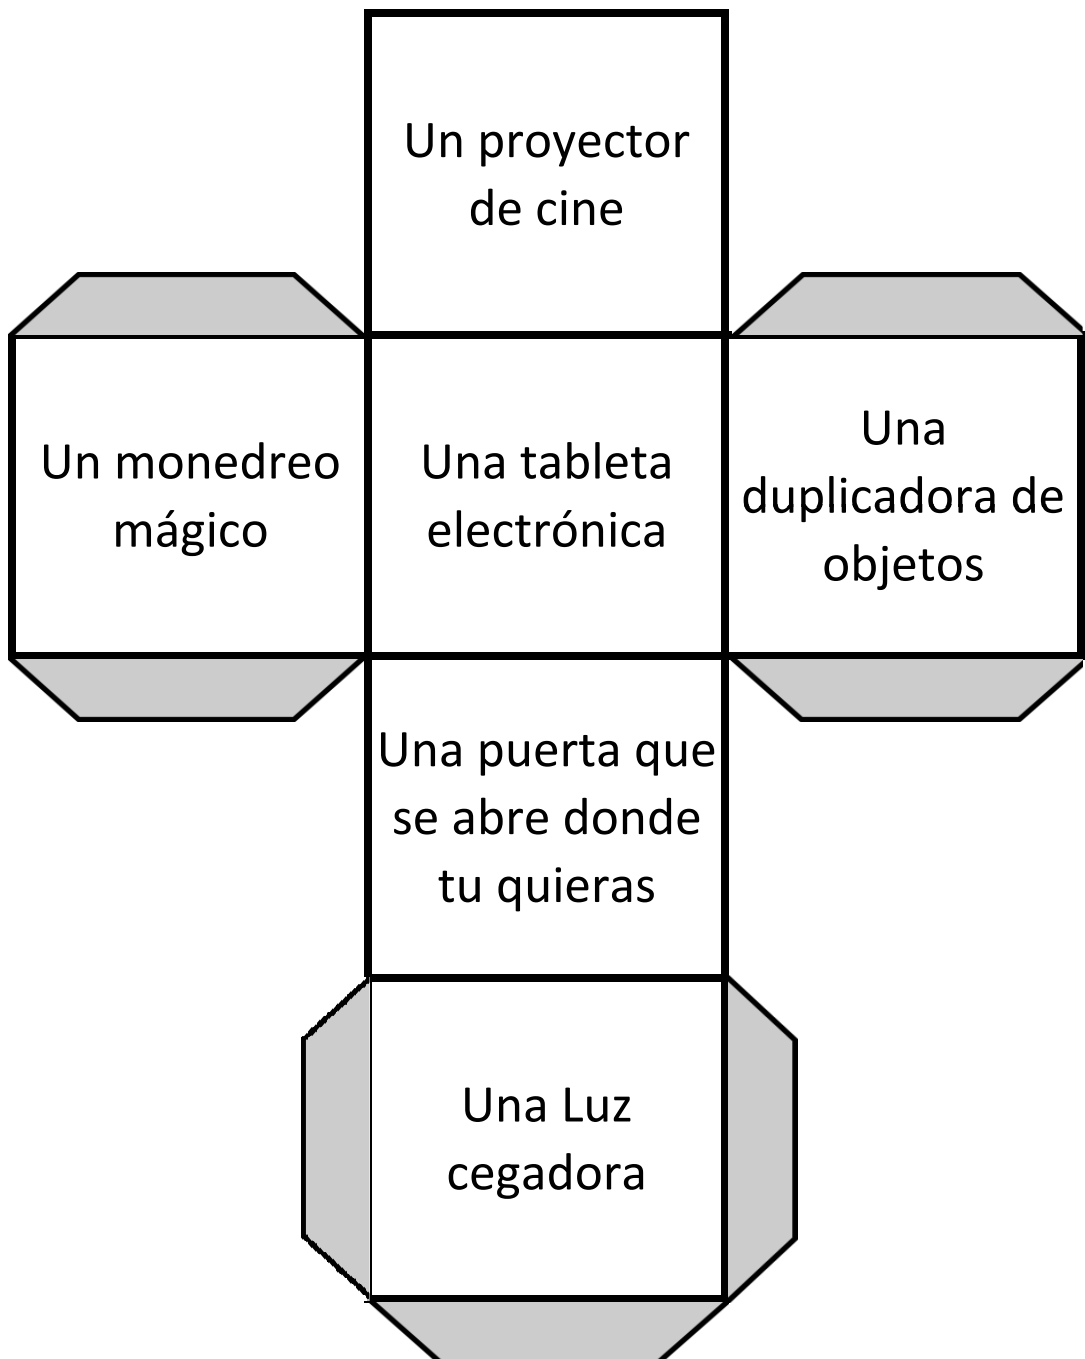 Un proyector
de cine
Un monedreo
mágico
Una tableta
electrónica
Una
duplicadora de
objetos
Una puerta que
se abre donde
tu quieras
Una Luz
cegadora